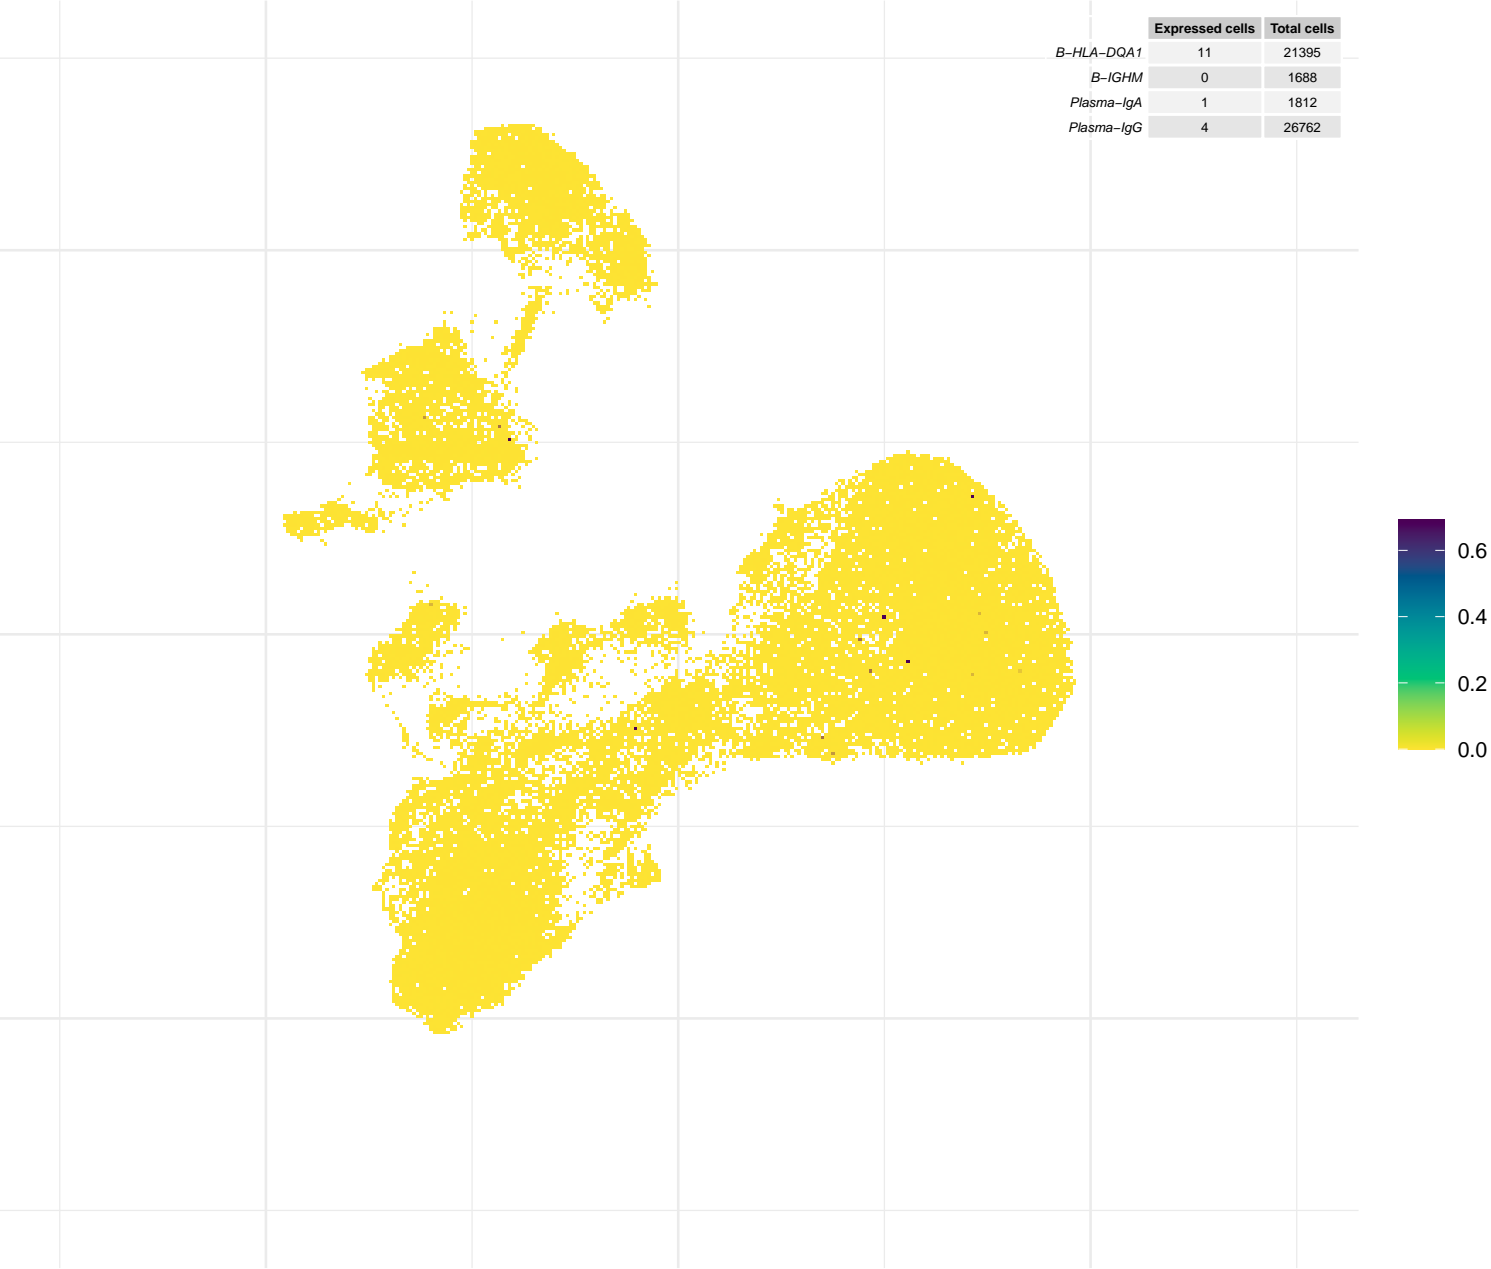 Expressed cells Total cells
B−HLA−DQA1 11 21395
B−IGHM 0 1688
Plasma−IgA 1 1812
Plasma−IgG 4 26762
0.6
0.4
0.2
0.0